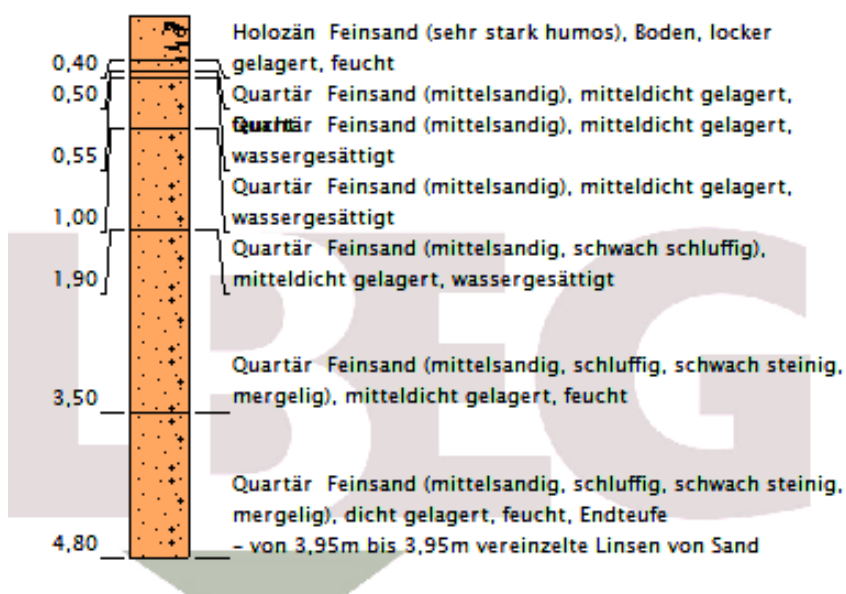 Holozän Feinsand (sehr stark humos), Boden, locker
0,40 gelagert, feucht
0,50 Quartär Feinsand (mittelsandig), mitteldicht gelagert,
feucht
Quartär Feinsand (mittelsandig), mitteldicht gelagert,
0,55 wassergesättigt
Quartär Feinsand (mittelsandig), mitteldicht gelagert,
1,00 wassergesättigt
Quartär Feinsand (mittelsandig, schwach schluffig),
1,90 mitteldicht gelagert, wassergesättigt
Quartär Feinsand (mittelsandig, schluffig, schwach steinig,
3,50 mergelig), mitteldicht gelagert, feucht
Quartär Feinsand (mittelsandig, schluffig, schwach steinig,
mergelig), dicht gelagert, feucht, Endteufe
4,80 – von 3,95m bis 3,95m vereinzelte Linsen von Sand
LBEG